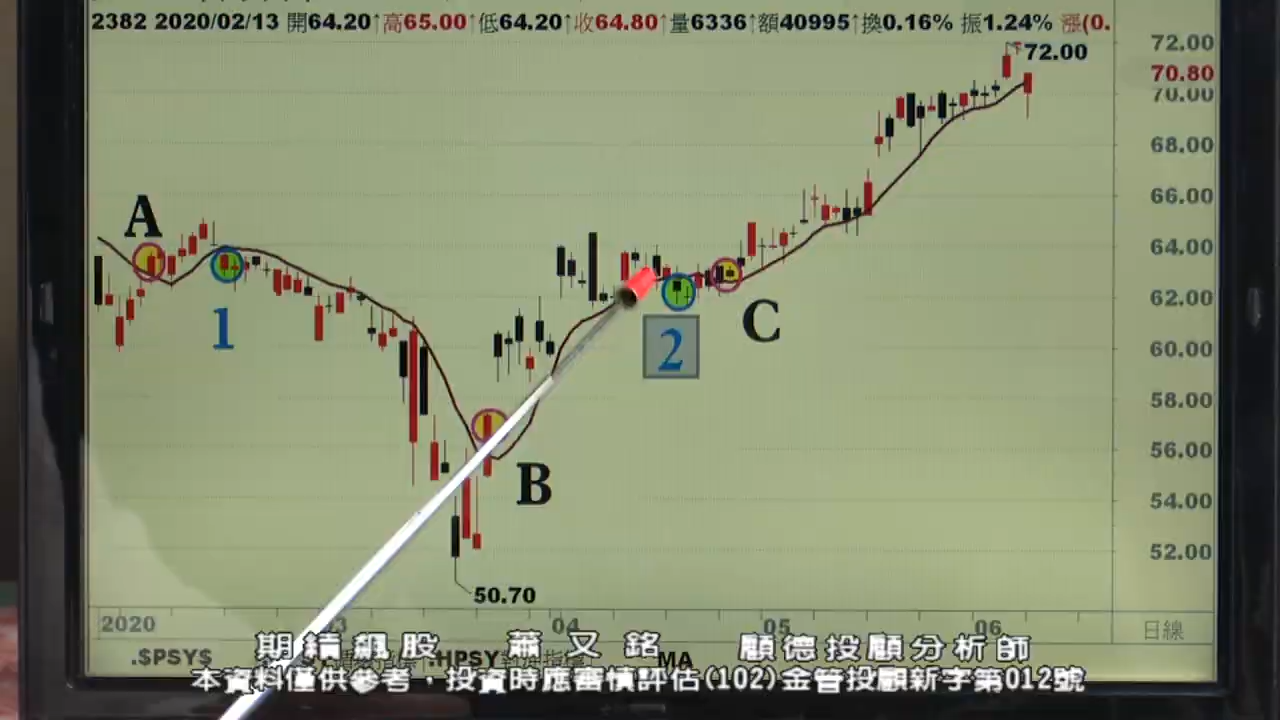 2382 2020/02/13 開64.20↑高65.00↑低64.20↑收64.80↑量6336↑額40995↑換0.16% 振1.24% 漲(0.
72.00
72.00
70.80
70.00
68.00
66.00
A
64.00
62.00
1
2
C
60.00
58.00
56.00
B
54.00
52.00
50.70
2020
04
05
06
日線
期續飆股 蕭又銘 顧德投顧分析師
.$PSY$
.HPSY
MA
本資料僅供參考，投資時應審慎評估(102)金管投顧新字第012號